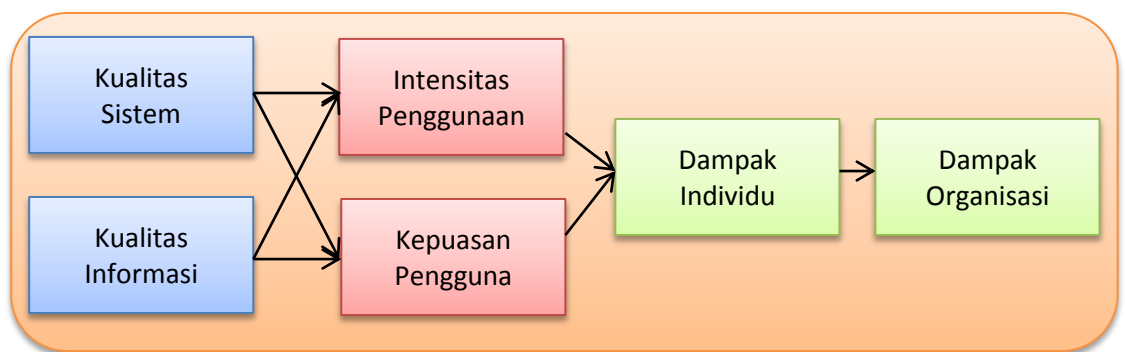 Kualitas
Sistem
Intensitas
Penggunaan
Kualitas
Informasi
Kepuasan
Pengguna
Dampak
Individu
Dampak
Organisasi